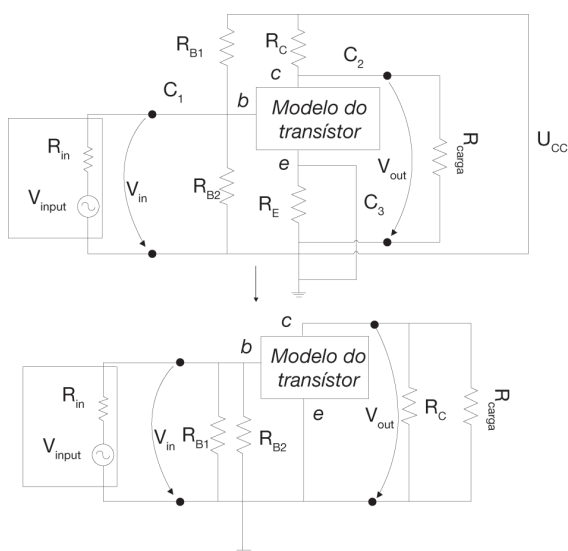 R_B1
R_C
C_2
C_1
c
b
Modelo do
transístor
R_in
e
R_carga
U_CC
V_out
V_in
R_B2
V_input
R_E
C_3
c
b
Modelo do
transístor
R_in
e
V_out
R_C
R_carga
V_in
R_B1
R_B2
V_input